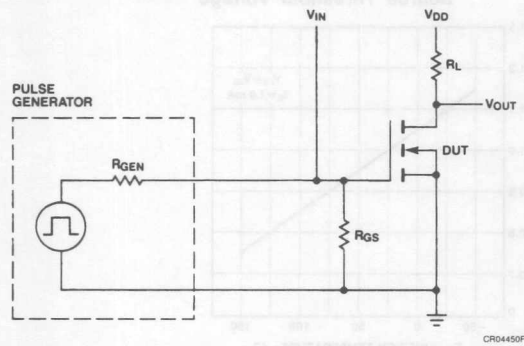 VIN
VDD
RL
PULSE
GENERATOR
VOUT
RGEN
DUT
RGS
CR04450F